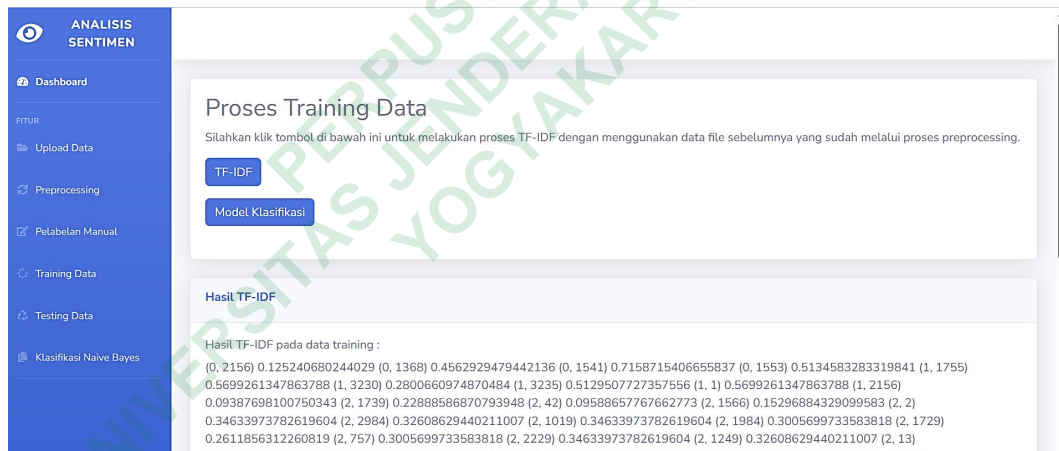 ANALISIS
SENTIMEN
Dashboard
FITUR
Upload Data
Preprocessing
Pelabelan Manual
Training Data
Testing Data
Klasifikasi Naive Bayes
Proses Training Data
Silahkan klik tombol di bawah ini untuk melakukan proses TF-IDF dengan menggunakan data file sebelumnya yang sudah melalui proses preprocessing.
TF-IDF
Model Klasifikasi
Hasil TF-IDF
Hasil TF-IDF pada data training :
(0, 2156) 0.125240680244029 (0, 1368) 0.4562929479442136 (0, 1541) 0.7158715406655837 (0, 1553) 0.5134583283319841 (1, 1755)
0.5699261347863788 (1, 3230) 0.2800660974870484 (1, 3235) 0.5129507727357556 (1, 1) 0.5699261347863788 (1, 2156)
0.09387698100750343 (2, 1739) 0.22888586870793948 (2, 42) 0.09588657767662773 (2, 1566) 0.15296884329099583 (2, 2)
0.34633973782619604 (2, 2984) 0.32608629440211007 (2, 1019) 0.34633973782619604 (2, 1984) 0.3005699733583818 (2, 1729)
0.2611856312260819 (2, 757) 0.3005699733583818 (2, 2229) 0.34633973782619604 (2, 1249) 0.32608629440211007 (2, 13)